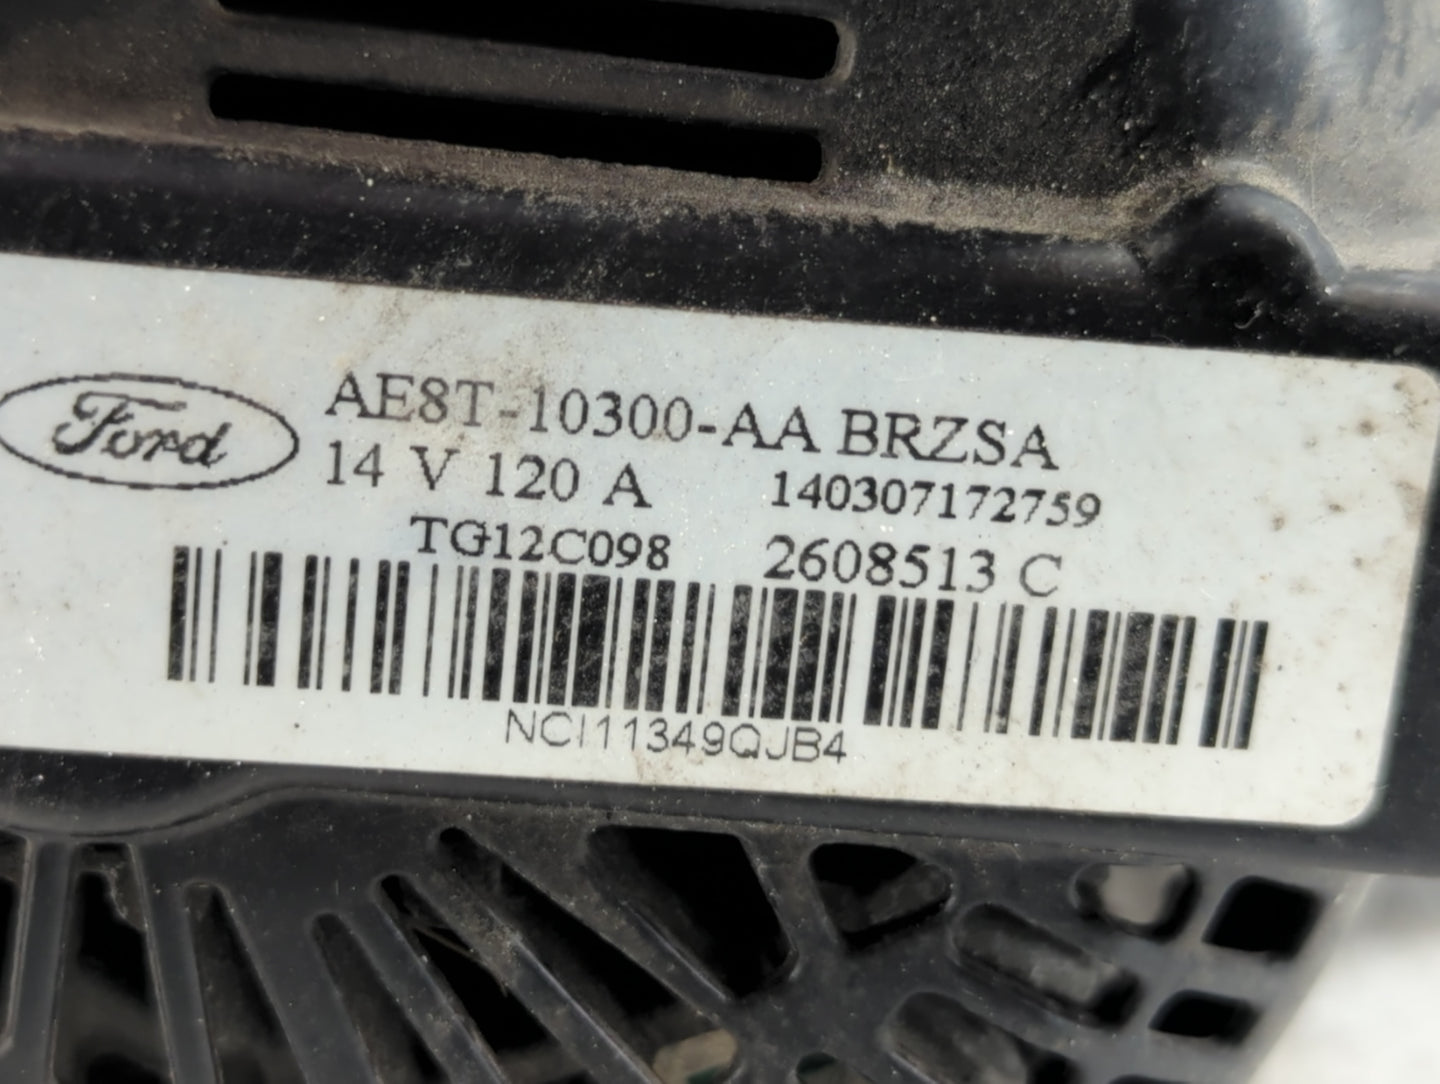 Ford
AE8T-10300-AA BRZSA
14 V 120 A 140307172759
TG12C098 2608513 C
NCI11349QJB4